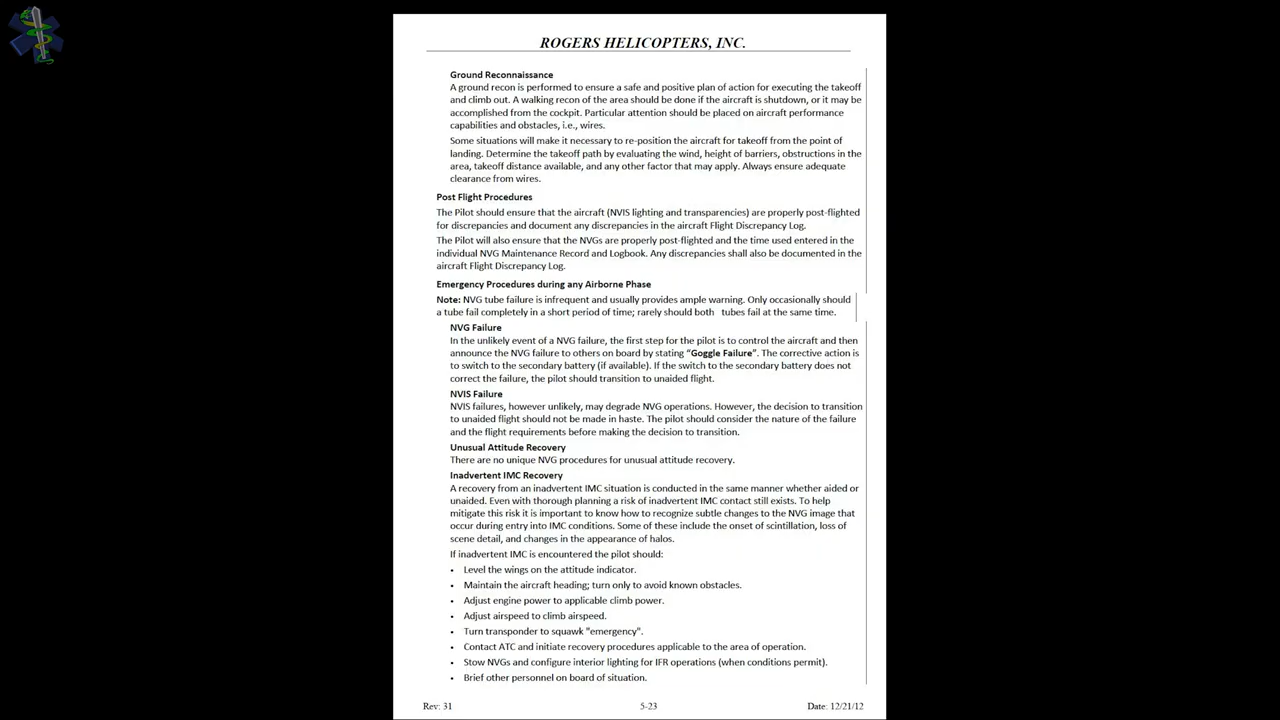 ROGERS HELICOPTERS, INC.
Ground Reconnaissance
A ground recon is performed to ensure a safe and positive plan of action for executing the takeoff
and climb out. A walking recon of the area should be done if the aircraft is shutdown, or it may be
accomplished from the cockpit. Particular attention should be placed on aircraft performance
capabilities and obstacles, i.e., wires.
Some situations will make it necessary to re-position the aircraft for takeoff from the point of
landing. Determine the takeoff path by evaluating the wind, height of barriers, obstructions in the
area, takeoff distance available, and any other factor that may apply. Always ensure adequate
clearance from wires.
Post Flight Procedures
The Pilot should ensure that the aircraft (NVIS lighting and transparencies) are properly post-flighted
for discrepancies and document any discrepancies in the aircraft Flight Discrepancy Log.
The Pilot will also ensure that the NVGs are properly post-flighted and the time used entered in the
individual NVG Maintenance Record and Logbook. Any discrepancies shall also be documented in the
aircraft Flight Discrepancy Log.
Emergency Procedures during any Airborne Phase
Note: NVG tube failure is infrequent and usually provides ample warning. Only occasionally should
a tube fail completely in a short period of time; rarely should both tubes fail at the same time.
NVG Failure
In the unlikely event of a NVG failure, the first step for the pilot is to control the aircraft and then
announce the NVG failure to others on board by stating “Goggle Failure”. The corrective action is
to switch to the secondary battery (if available). If the switch to the secondary battery does not
correct the failure, the pilot should transition to unaided flight.
NVIS Failure
NVIS failures, however unlikely, may degrade NVG operations. However, the decision to transition
to unaided flight should not be made in haste. The pilot should consider the nature of the failure
and the flight requirements before making the decision to transition.
Unusual Attitude Recovery
There are no unique NVG procedures for unusual attitude recovery.
Inadvertent IMC Recovery
A recovery from an inadvertent IMC situation is conducted in the same manner whether aided or
unaided. Even with thorough planning a risk of inadvertent IMC contact still exists. To help
mitigate this risk it is important to know how to recognize subtle changes to the NVG image that
occur during entry into IMC conditions. Some of these include the onset of scintillation, loss of
scene detail, and changes in the appearance of halos.
If inadvertent IMC is encountered the pilot should:
• Level the wings on the attitude indicator.
• Maintain the aircraft heading; turn only to avoid known obstacles.
• Adjust engine power to applicable climb power.
• Adjust airspeed to climb airspeed.
• Turn transponder to squawk "emergency".
• Contact ATC and initiate recovery procedures applicable to the area of operation.
• Stow NVGs and configure interior lighting for IFR operations (when conditions permit).
• Brief other personnel on board of situation.
Rev: 31 5-23 Date: 12/21/12